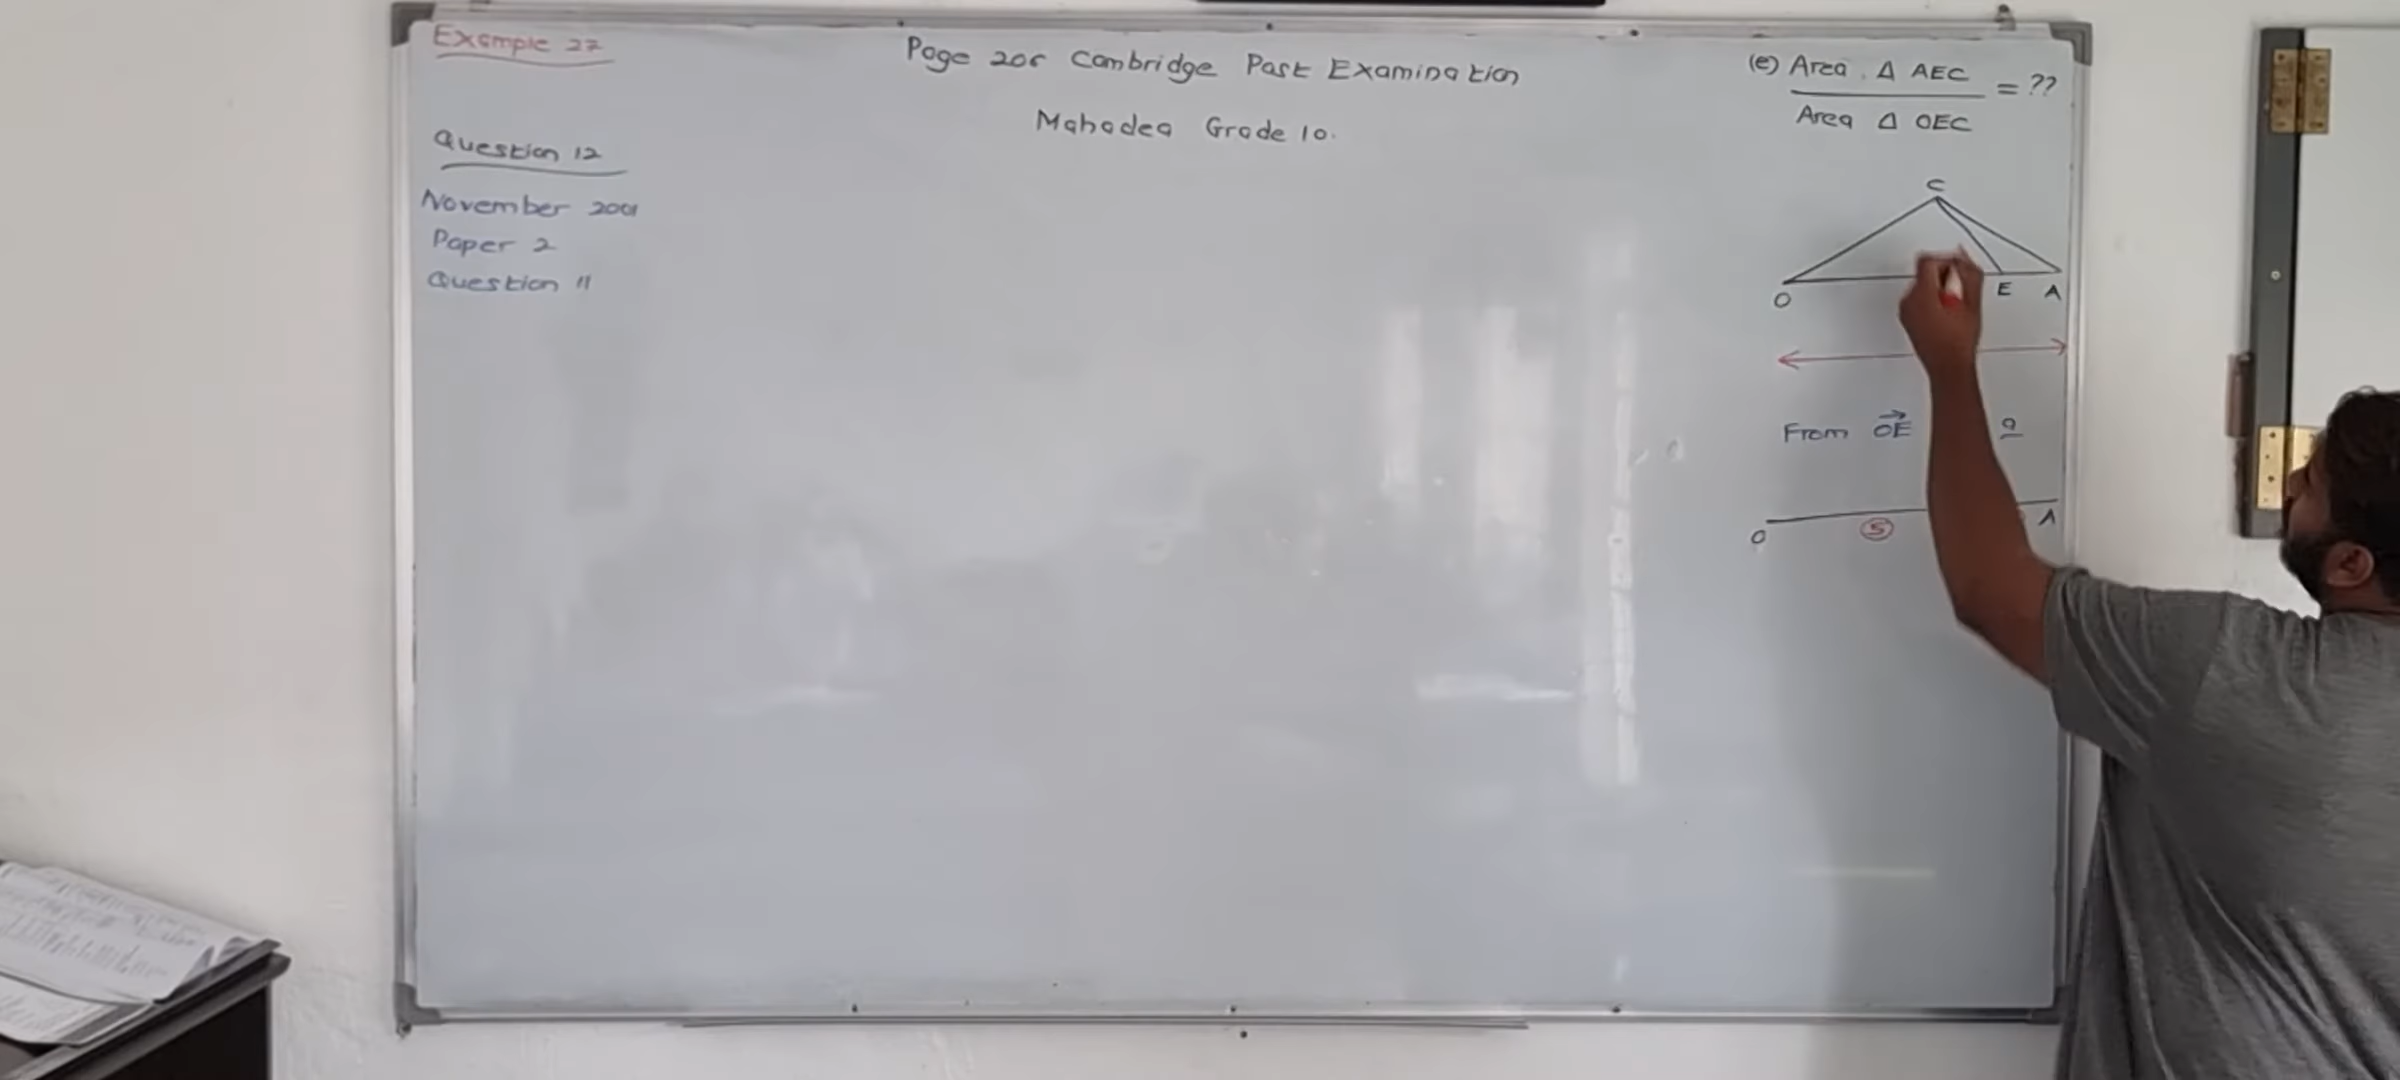 Example 27
Page 206 Cambridge Past Examination
Mahadea Grade 10.
Question 12
November 2001
Paper 2
Question 11
(e) Area . Δ AEC
= ??
Area Δ OEC
C
O E A
From OE a
O 5 A